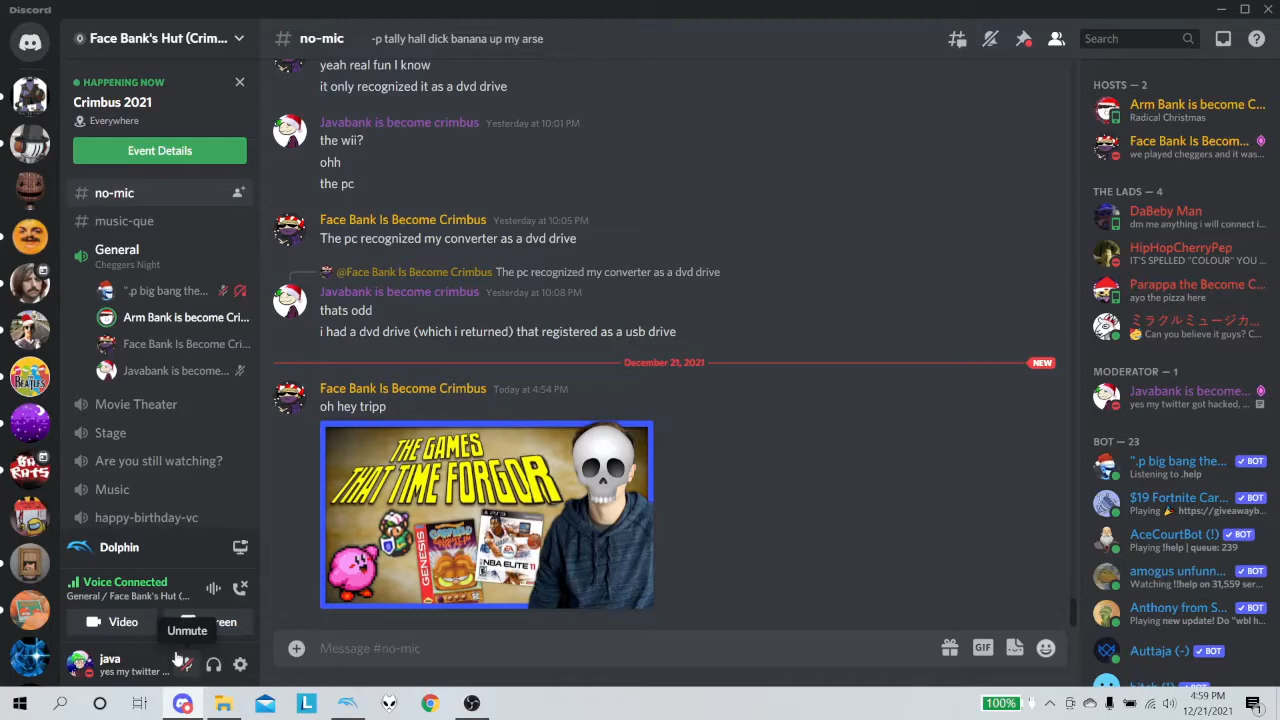 Discord
Face Bank's Hut (Crim...
HAPPENING NOW
Crimbus 2021
Everywhere
Event Details
no-mic
music-que
General
Cheggers Night
".p big bang the...
Arm Bank is become Cri...
Face Bank Is Become Cri...
Javabank is become...
Movie Theater
Stage
Are you still watching?
Music
happy-birthday-vc
Dolphin
Voice Connected
General / Face Bank's Hut (...
Video
reen
Unmute
java
yes my twitter ...
# no-mic
-p tally hall dick banana up my arse
Search
yeah real fun I know
it only recognized it as a dvd drive
Javabank is become crimbus Yesterday at 10:01 PM
the wii?
ohh
the pc
Face Bank Is Become Crimbus Yesterday at 10:05 PM
The pc recognized my converter as a dvd drive
@Face Bank Is Become Crimbus The pc recognized my converter as a dvd drive
Javabank is become crimbus Yesterday at 10:08 PM
thats odd
i had a dvd drive (which i returned) that registered as a usb drive
December 21, 2021
NEW
Face Bank Is Become Crimbus Today at 4:54 PM
oh hey tripp
THE GAMES
THAT TIME FORGOR
GENESIS
GARFIELD
PS3
NBA ELITE 11
Message #no-mic
GIF
HOSTS — 2
Arm Bank is become C...
Radical Christmas
Face Bank Is Becom...
we played cheggers and it was...
THE LADS — 4
DaBeby Man
dm me anything i will connect i...
HipHopCherryPep
IT'S SPELLED "COLOUR" YOU ...
Parappa the Become C...
ayo the pizza here
ミラクルミュージカ...
Can you believe it guys? C...
MODERATOR — 1
Javabank is become...
yes my twitter got hacked, ...
BOT — 23
".p big bang the...
BOT
Listening to .help
$19 Fortnite Car...
BOT
Playing https://giveawayb...
AceCourtBot (!)
BOT
Playing !help | queue: 239
amogus unfunn...
BOT
Watching !!help on 31,559 ser...
Anthony from S...
BOT
Playing new update! Do "wbl h...
Auttaja (-)
BOT
bitch (!)
BOT
100%
4:59 PM
12/21/2021